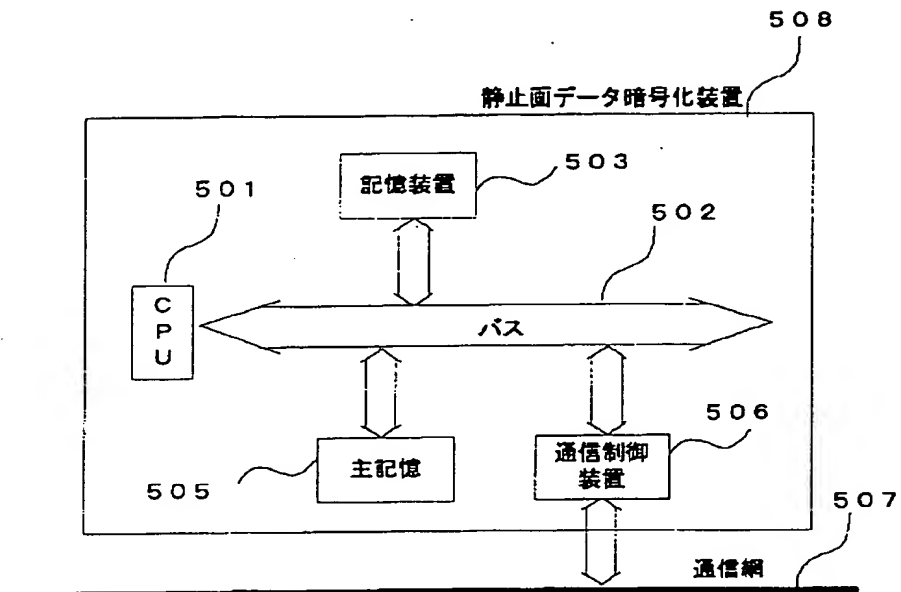 508
静止画データ暗号化装置
503
記憶装置
501
502
CPU
バス
506
通信制御
装置
主記憶
505
507
通信網